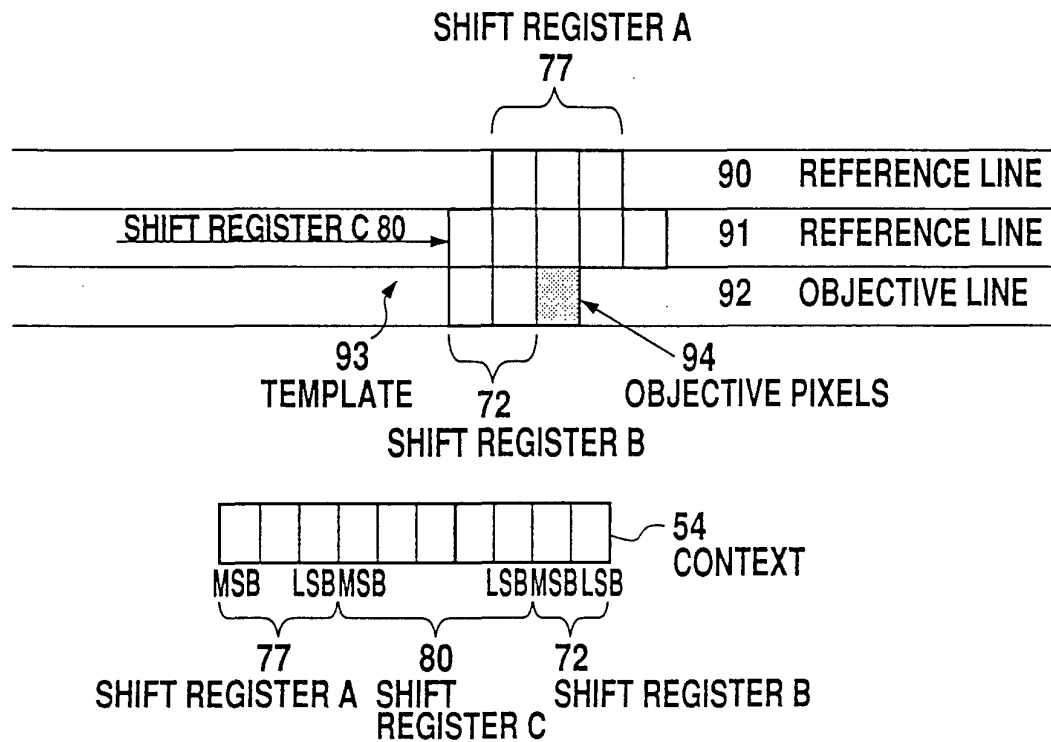 SHIFT REGISTER A
77
90 REFERENCE LINE
SHIFT REGISTER C 80
91 REFERENCE LINE
92 OBJECTIVE LINE
93
TEMPLATE
94
OBJECTIVE PIXELS
72
SHIFT REGISTER B
54
CONTEXT
MSB LSB MSB LSB MSB LSB
77
SHIFT REGISTER A
80
SHIFT
REGISTER C
72
SHIFT REGISTER B